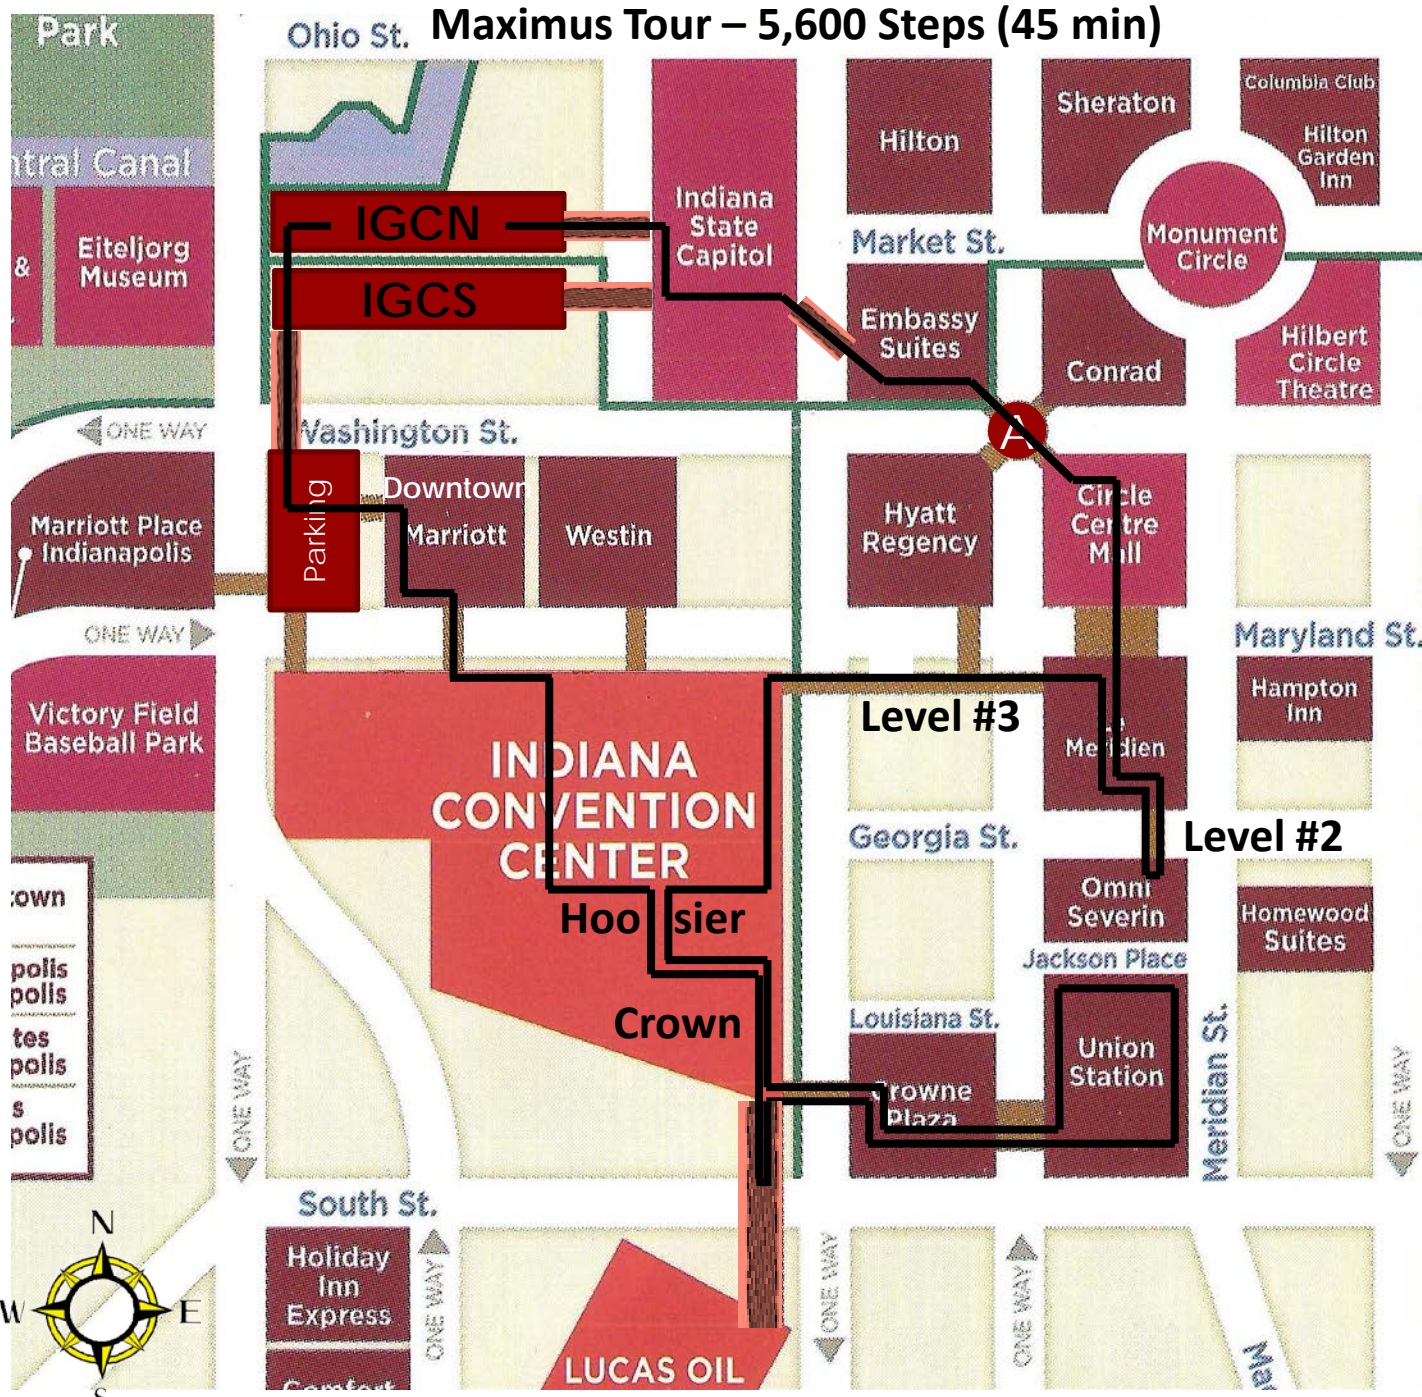 Maximus Tour – 5,600 Steps (45 min)
Park
Ohio St.
Columbia Club
Sheraton
Hilton
Hilton
Garden
Inn
ntral Canal
Indiana
State
Capitol
IGCN
Market St.
Monument
Circle
Eiteljorg
Museum
&
IGCS
Embassy
Suites
Conrad
Hilbert
Circle
Theatre
ONE WAY
Washington St.
A
Parking
Downtown
Marriott
Westin
Hyatt
Regency
Circle
Centre
Mall
Marriott Place
Indianapolis
ONE WAY
Maryland St.
Victory Field
Baseball Park
Level #3
Le
Meridien
Hampton
Inn
INDIANA
CONVENTION
CENTER
Georgia St.
Level #2
Hoo sier
Omni
Severin
Homewood
Suites
Jackson Place
own
polis
polis
tes
polis
s
polis
Crown
Louisiana St.
Union
Station
Crowne
Plaza
Meridian St.
ONE WAY
ONE WAY
South St.
N
W
E
S
Holiday
Inn
Express
ONE WAY
ONE WAY
ONE WAY
Comfort
LUCAS OIL